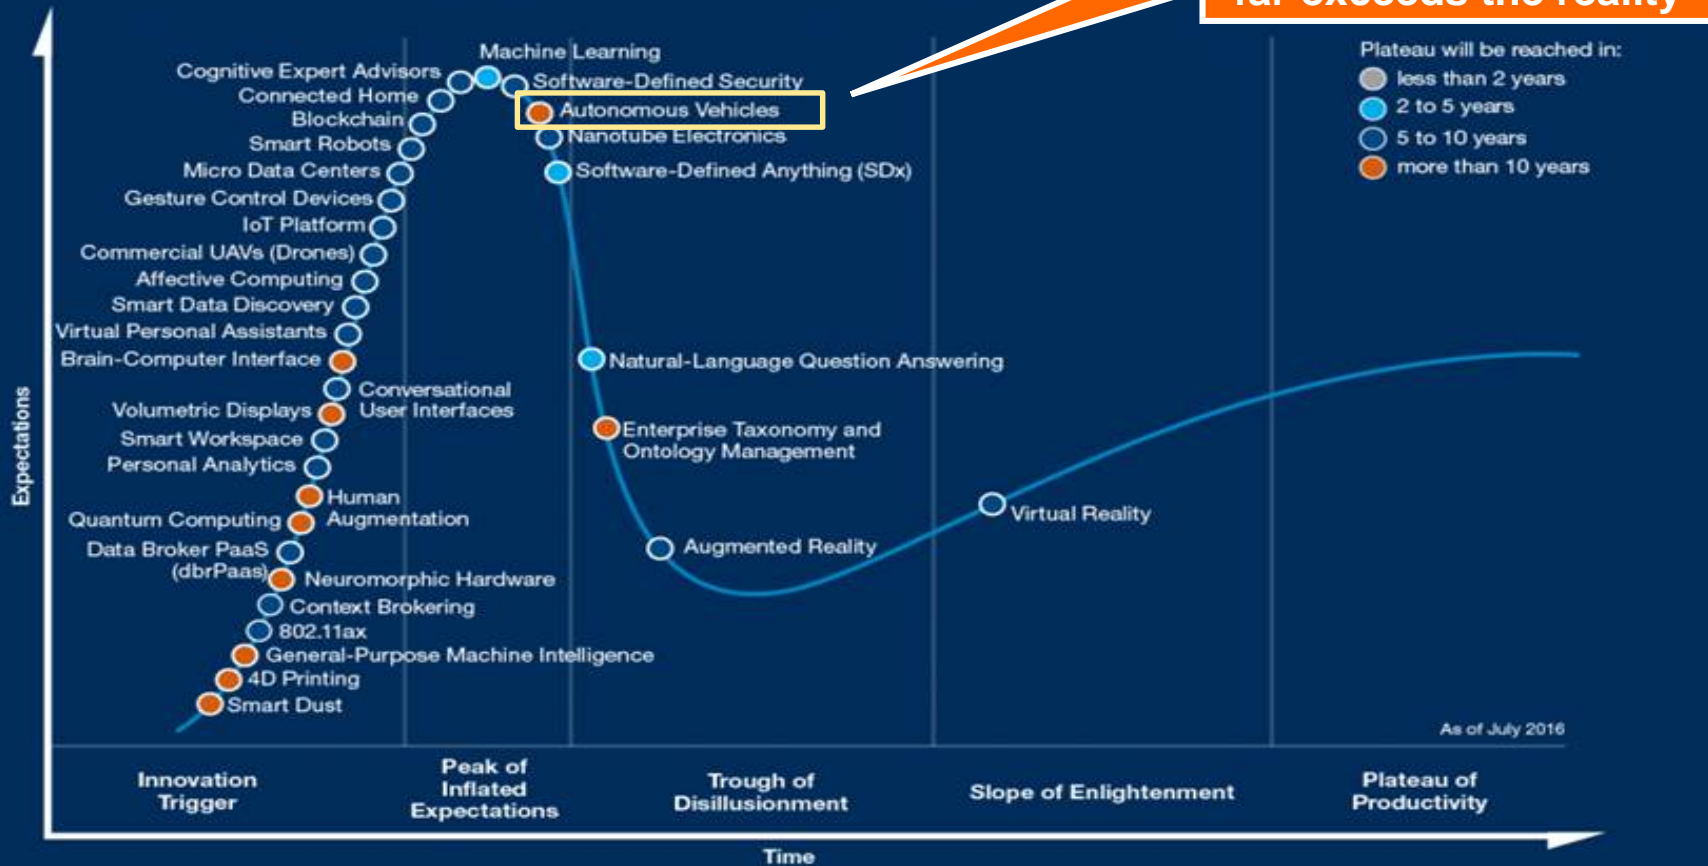 far exceeds the reality
Machine Learning
Cognitive Expert Advisors
Software-Defined Security
Connected Home
Autonomous Vehicles
Blockchain
Nanotube Electronics
Smart Robots
Micro Data Centers
Software-Defined Anything (SDx)
Gesture Control Devices
IoT Platform
Commercial UAVs (Drones)
Affective Computing
Smart Data Discovery
Virtual Personal Assistants
Brain-Computer Interface
Natural-Language Question Answering
Conversational
User Interfaces
Volumetric Displays
Enterprise Taxonomy and
Ontology Management
Smart Workspace
Personal Analytics
Human
Augmentation
Quantum Computing
Virtual Reality
Data Broker PaaS
(dbrPaas)
Augmented Reality
Neuromorphic Hardware
Context Brokering
802.11ax
General-Purpose Machine Intelligence
4D Printing
Smart Dust
Plateau will be reached in:
less than 2 years
2 to 5 years
5 to 10 years
more than 10 years
As of July 2016
Expectations
Innovation
Trigger
Peak of
Inflated
Expectations
Trough of
Disillusionment
Slope of Enlightenment
Plateau of
Productivity
Time